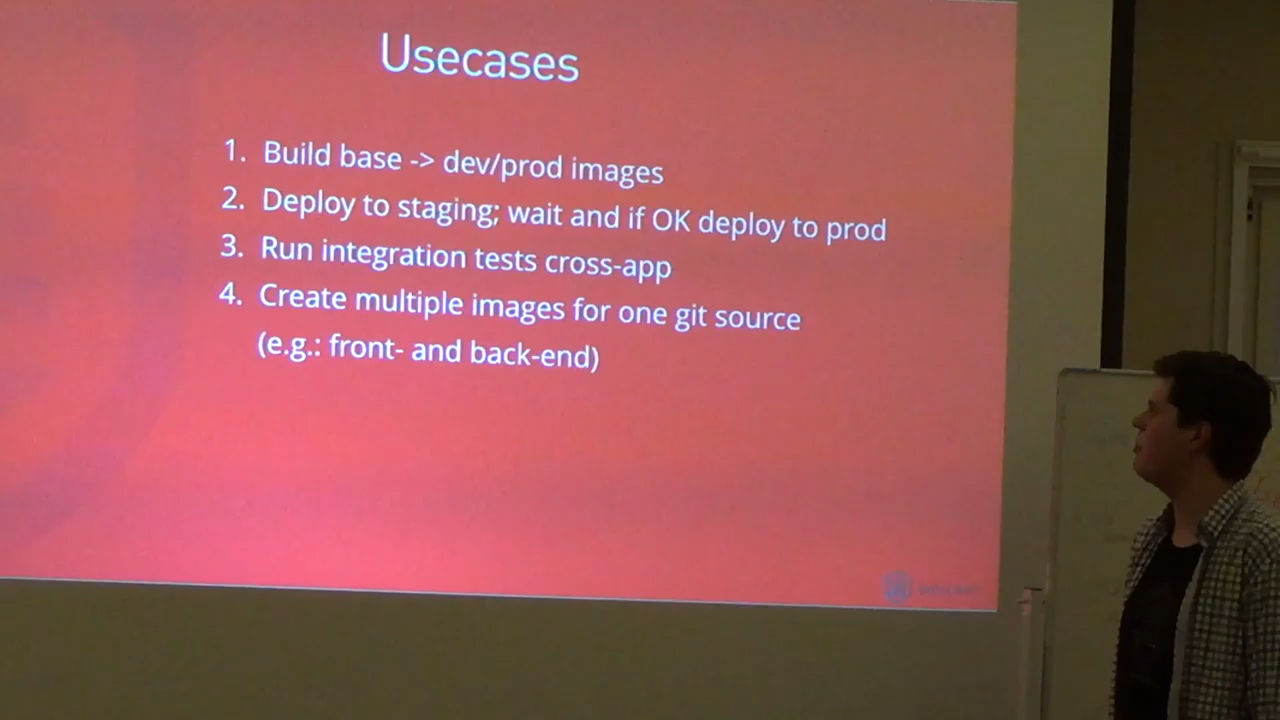 Usecases
1. Build base -> dev/prod images
2. Deploy to staging; wait and if OK deploy to prod
3. Run integration tests cross-app
4. Create multiple images for one git source
(e.g.: front- and back-end)